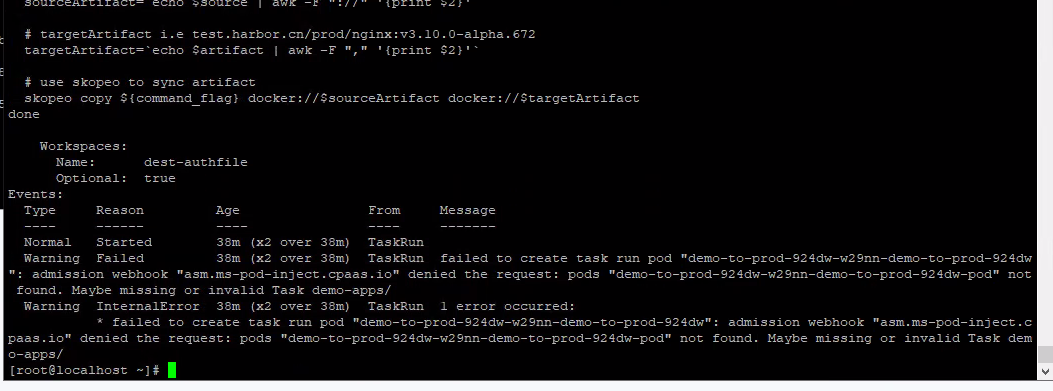 sourceArtifact=`echo $source | awk -F "://" '{print $2}'`
# targetArtifact i.e test.harbor.cn/prod/nginx:v3.10.0-alpha.672
targetArtifact=`echo $artifact | awk -F "," '{print $2}'`
# use skopeo to sync artifact
skopeo copy ${command_flag} docker://$sourceArtifact docker://$targetArtifact
done
Workspaces:
Name: dest-authfile
Optional: true
Events:
Type Reason Age From Message
---- ------ ---- ---- -------
Normal Started 38m (x2 over 38m) TaskRun
Warning Failed 38m (x2 over 38m) TaskRun failed to create task run pod "demo-to-prod-924dw-w29nn-demo-to-prod-924dw
": admission webhook "asm.ms-pod-inject.cpaas.io" denied the request: pods "demo-to-prod-924dw-w29nn-demo-to-prod-924dw-pod" not
found. Maybe missing or invalid Task demo-apps/
Warning InternalError 38m (x2 over 38m) TaskRun 1 error occurred:
* failed to create task run pod "demo-to-prod-924dw-w29nn-demo-to-prod-924dw": admission webhook "asm.ms-pod-inject.c
paas.io" denied the request: pods "demo-to-prod-924dw-w29nn-demo-to-prod-924dw-pod" not found. Maybe missing or invalid Task dem
o-apps/
[root@localhost ~]#